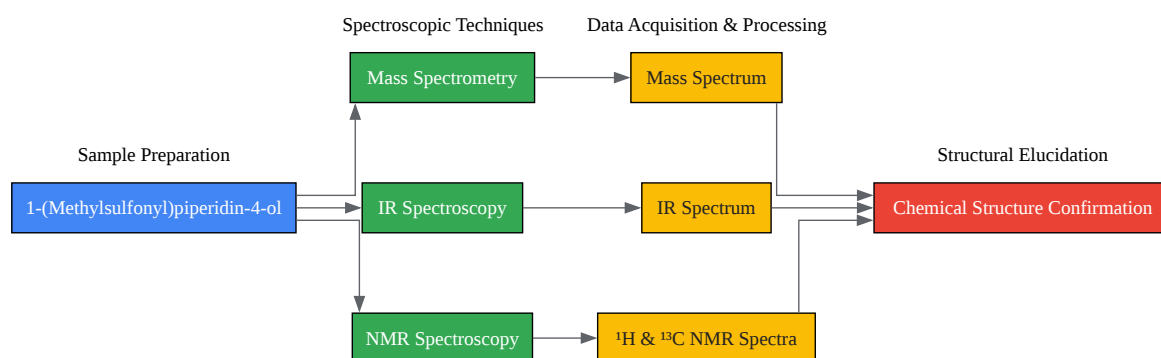 Spectroscopic Techniques
Data Acquisition & Processing
Mass Spectrometry
Mass Spectrum
Sample Preparation
Structural Elucidation
1-(Methylsulfonyl)piperidin-4-ol
IR Spectroscopy
IR Spectrum
Chemical Structure Confirmation
NMR Spectroscopy
¹H & ¹³C NMR Spectra